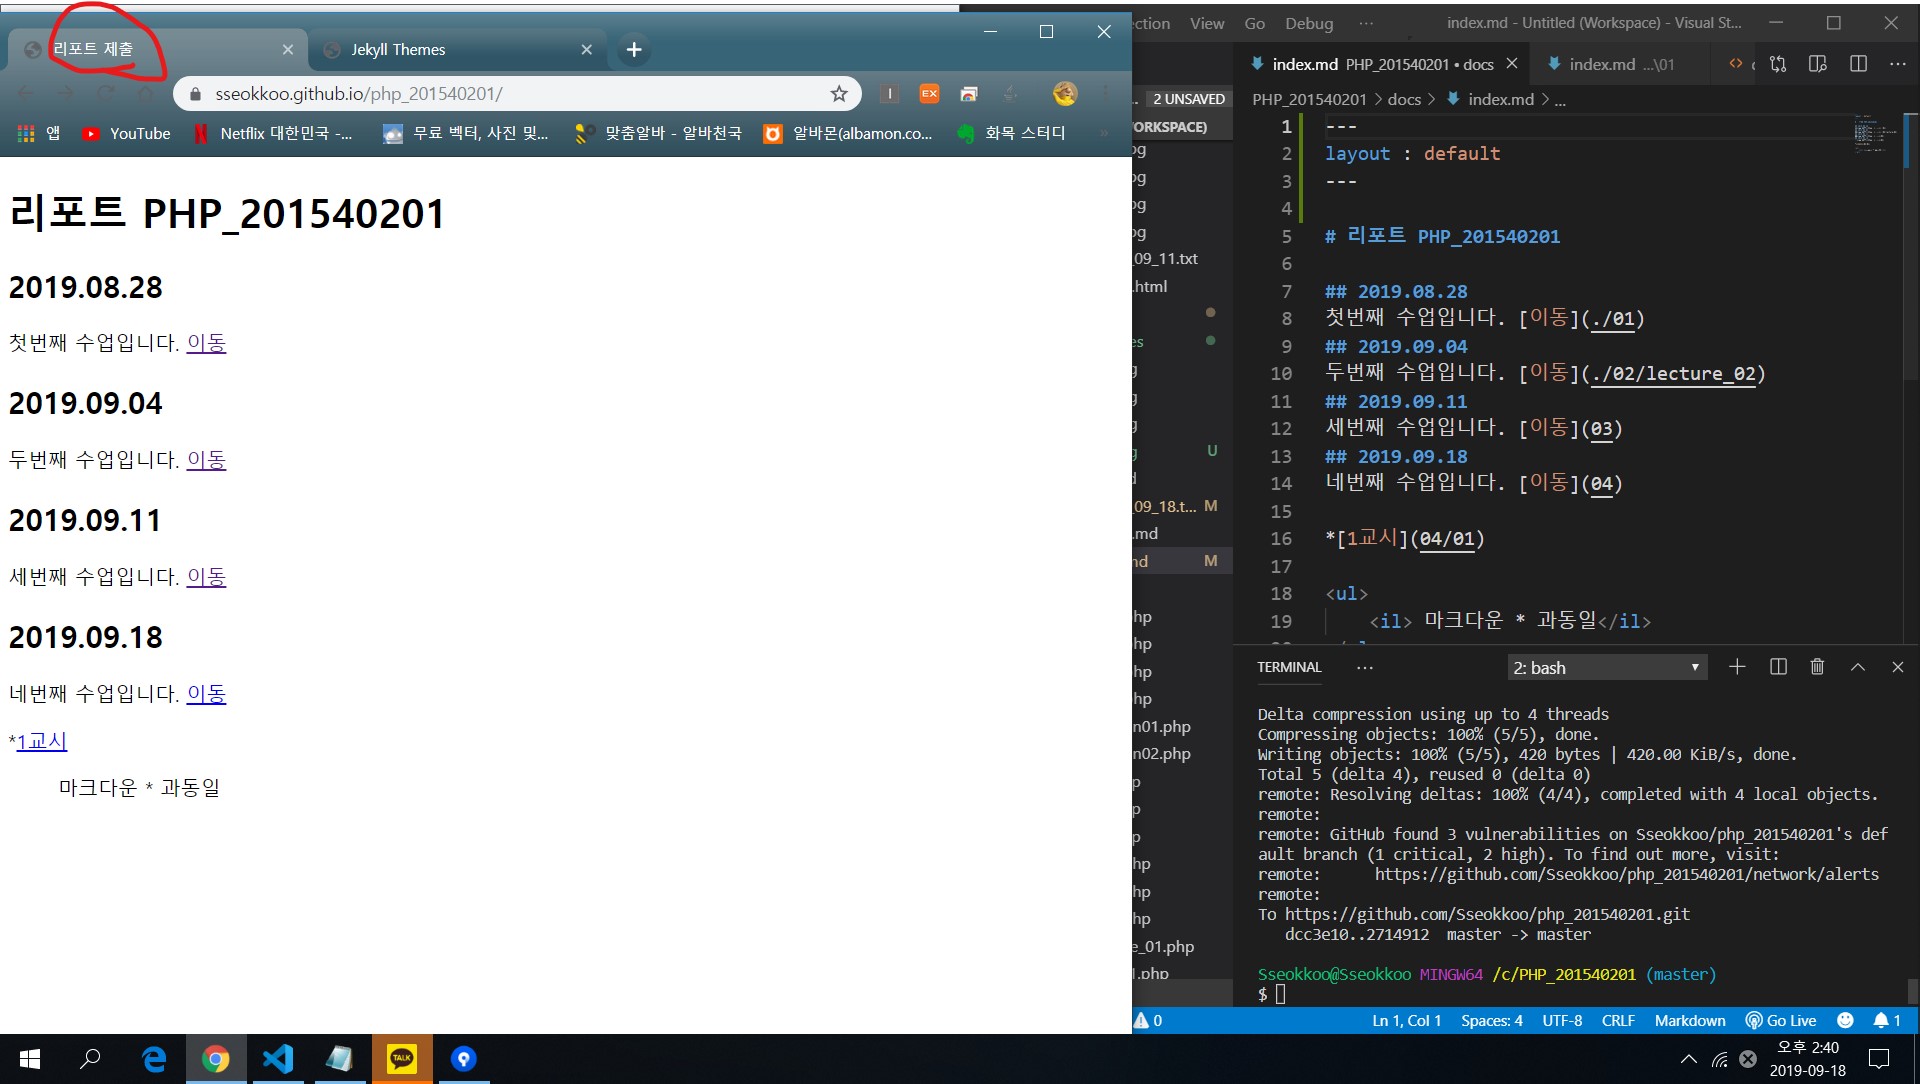 리포트 제출
Jekyll Themes
sseokkoo.github.io/php_201540201/
앱
YouTube
Netflix 대한민국 -...
무료 벡터, 사진 및...
맞춤알바 - 알바천국
알바몬(albamon.co...
화목 스터디
리포트 PHP_201540201
2019.08.28
첫번째 수업입니다. 이동
2019.09.04
두번째 수업입니다. 이동
2019.09.11
세번째 수업입니다. 이동
2019.09.18
네번째 수업입니다. 이동
*1교시
마크다운 * 과동일
ection View Go Debug ...
index.md - Untitled (Workspace) - Visual St...
index.md PHP_201540201 • docs
index.md ...\01
2 UNSAVED
ORKSPACE)
PHP_201540201 > docs > index.md > ...
og
og
og
og
_09_11.txt
.html
es
g
g
g
g U
d
_09_18.t... M
.md
nd M
hp
hp
hp
hp
n01.php
n02.php
p
p
p
hp
hp
hp
e_01.php
1.php
1 ---
2 layout : default
3 ---
4
5 # 리포트 PHP_201540201
6
7 ## 2019.08.28
8 첫번째 수업입니다. [이동](./01)
9 ## 2019.09.04
10 두번째 수업입니다. [이동](./02/lecture_02)
11 ## 2019.09.11
12 세번째 수업입니다. [이동](03)
13 ## 2019.09.18
14 네번째 수업입니다. [이동](04)
15
16 *[1교시](04/01)
17
18 <ul>
19 <il> 마크다운 * 과동일</il>
TERMINAL ...
2: bash
Delta compression using up to 4 threads
Compressing objects: 100% (5/5), done.
Writing objects: 100% (5/5), 420 bytes | 420.00 KiB/s, done.
Total 5 (delta 4), reused 0 (delta 0)
remote: Resolving deltas: 100% (4/4), completed with 4 local objects.
remote:
remote: GitHub found 3 vulnerabilities on Sseokkoo/php_201540201's def
ault branch (1 critical, 2 high). To find out more, visit:
remote: https://github.com/Sseokkoo/php_201540201/network/alerts
remote:
To https://github.com/Sseokkoo/php_201540201.git
dcc3e10..2714912 master -> master
Sseokkoo@Sseokkoo MINGW64 /c/PHP_201540201 (master)
$
0
Ln 1, Col 1 Spaces: 4 UTF-8 CRLF Markdown Go Live 1
TALK
오후 2:40
2019-09-18